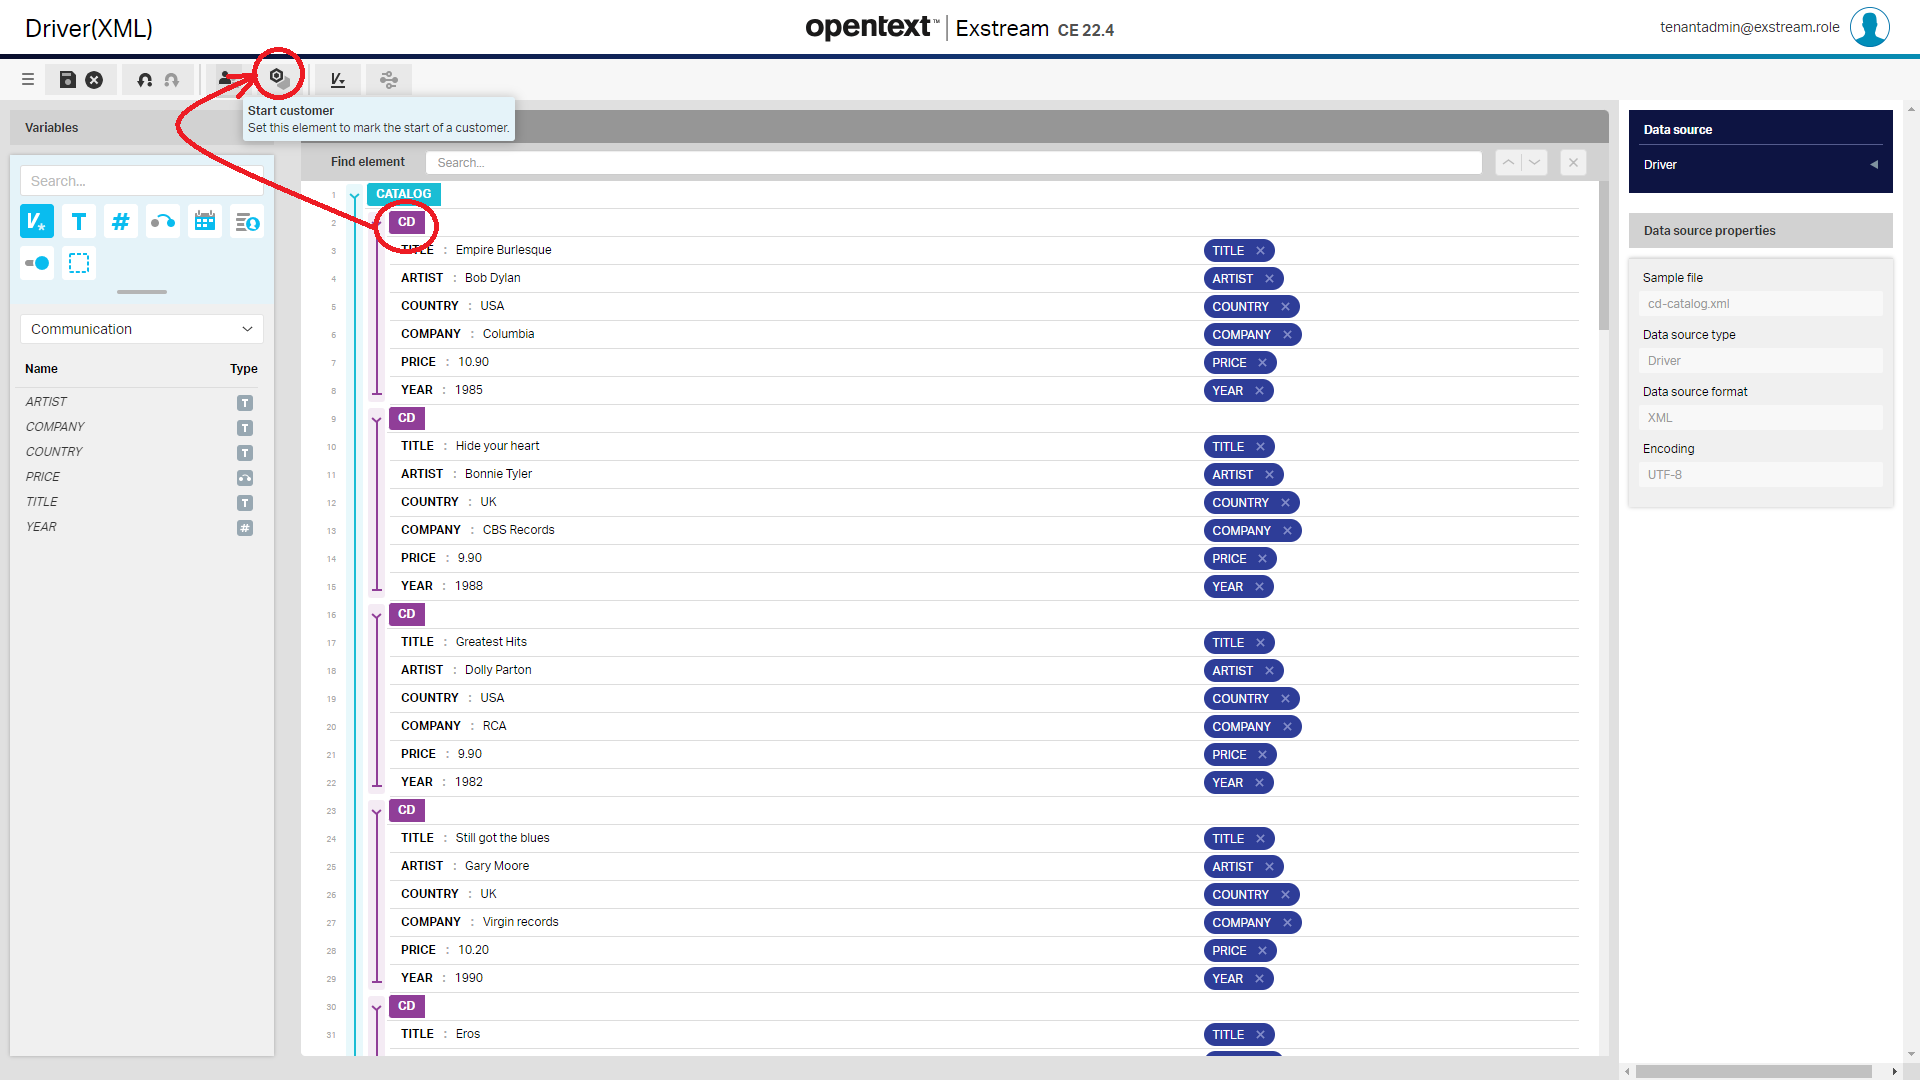 Driver(XML)
opentext™ | Exstream CE 22.4
tenantadmin@exstream.role
Start customer
Set this element to mark the start of a customer.
Variables
Search...
Communication
Name Type
ARTIST T
COMPANY T
COUNTRY T
PRICE
TITLE T
YEAR #
Find element Search...
1 CATALOG
2 CD
3 TITLE : Empire Burlesque TITLE
4 ARTIST : Bob Dylan ARTIST
5 COUNTRY : USA COUNTRY
6 COMPANY : Columbia COMPANY
7 PRICE : 10.90 PRICE
8 YEAR : 1985 YEAR
9 CD
10 TITLE : Hide your heart TITLE
11 ARTIST : Bonnie Tyler ARTIST
12 COUNTRY : UK COUNTRY
13 COMPANY : CBS Records COMPANY
14 PRICE : 9.90 PRICE
15 YEAR : 1988 YEAR
16 CD
17 TITLE : Greatest Hits TITLE
18 ARTIST : Dolly Parton ARTIST
19 COUNTRY : USA COUNTRY
20 COMPANY : RCA COMPANY
21 PRICE : 9.90 PRICE
22 YEAR : 1982 YEAR
23 CD
24 TITLE : Still got the blues TITLE
25 ARTIST : Gary Moore ARTIST
26 COUNTRY : UK COUNTRY
27 COMPANY : Virgin records COMPANY
28 PRICE : 10.20 PRICE
29 YEAR : 1990 YEAR
30 CD
31 TITLE : Eros TITLE
Data source
Driver
Data source properties
Sample file
cd-catalog.xml
Data source type
Driver
Data source format
XML
Encoding
UTF-8